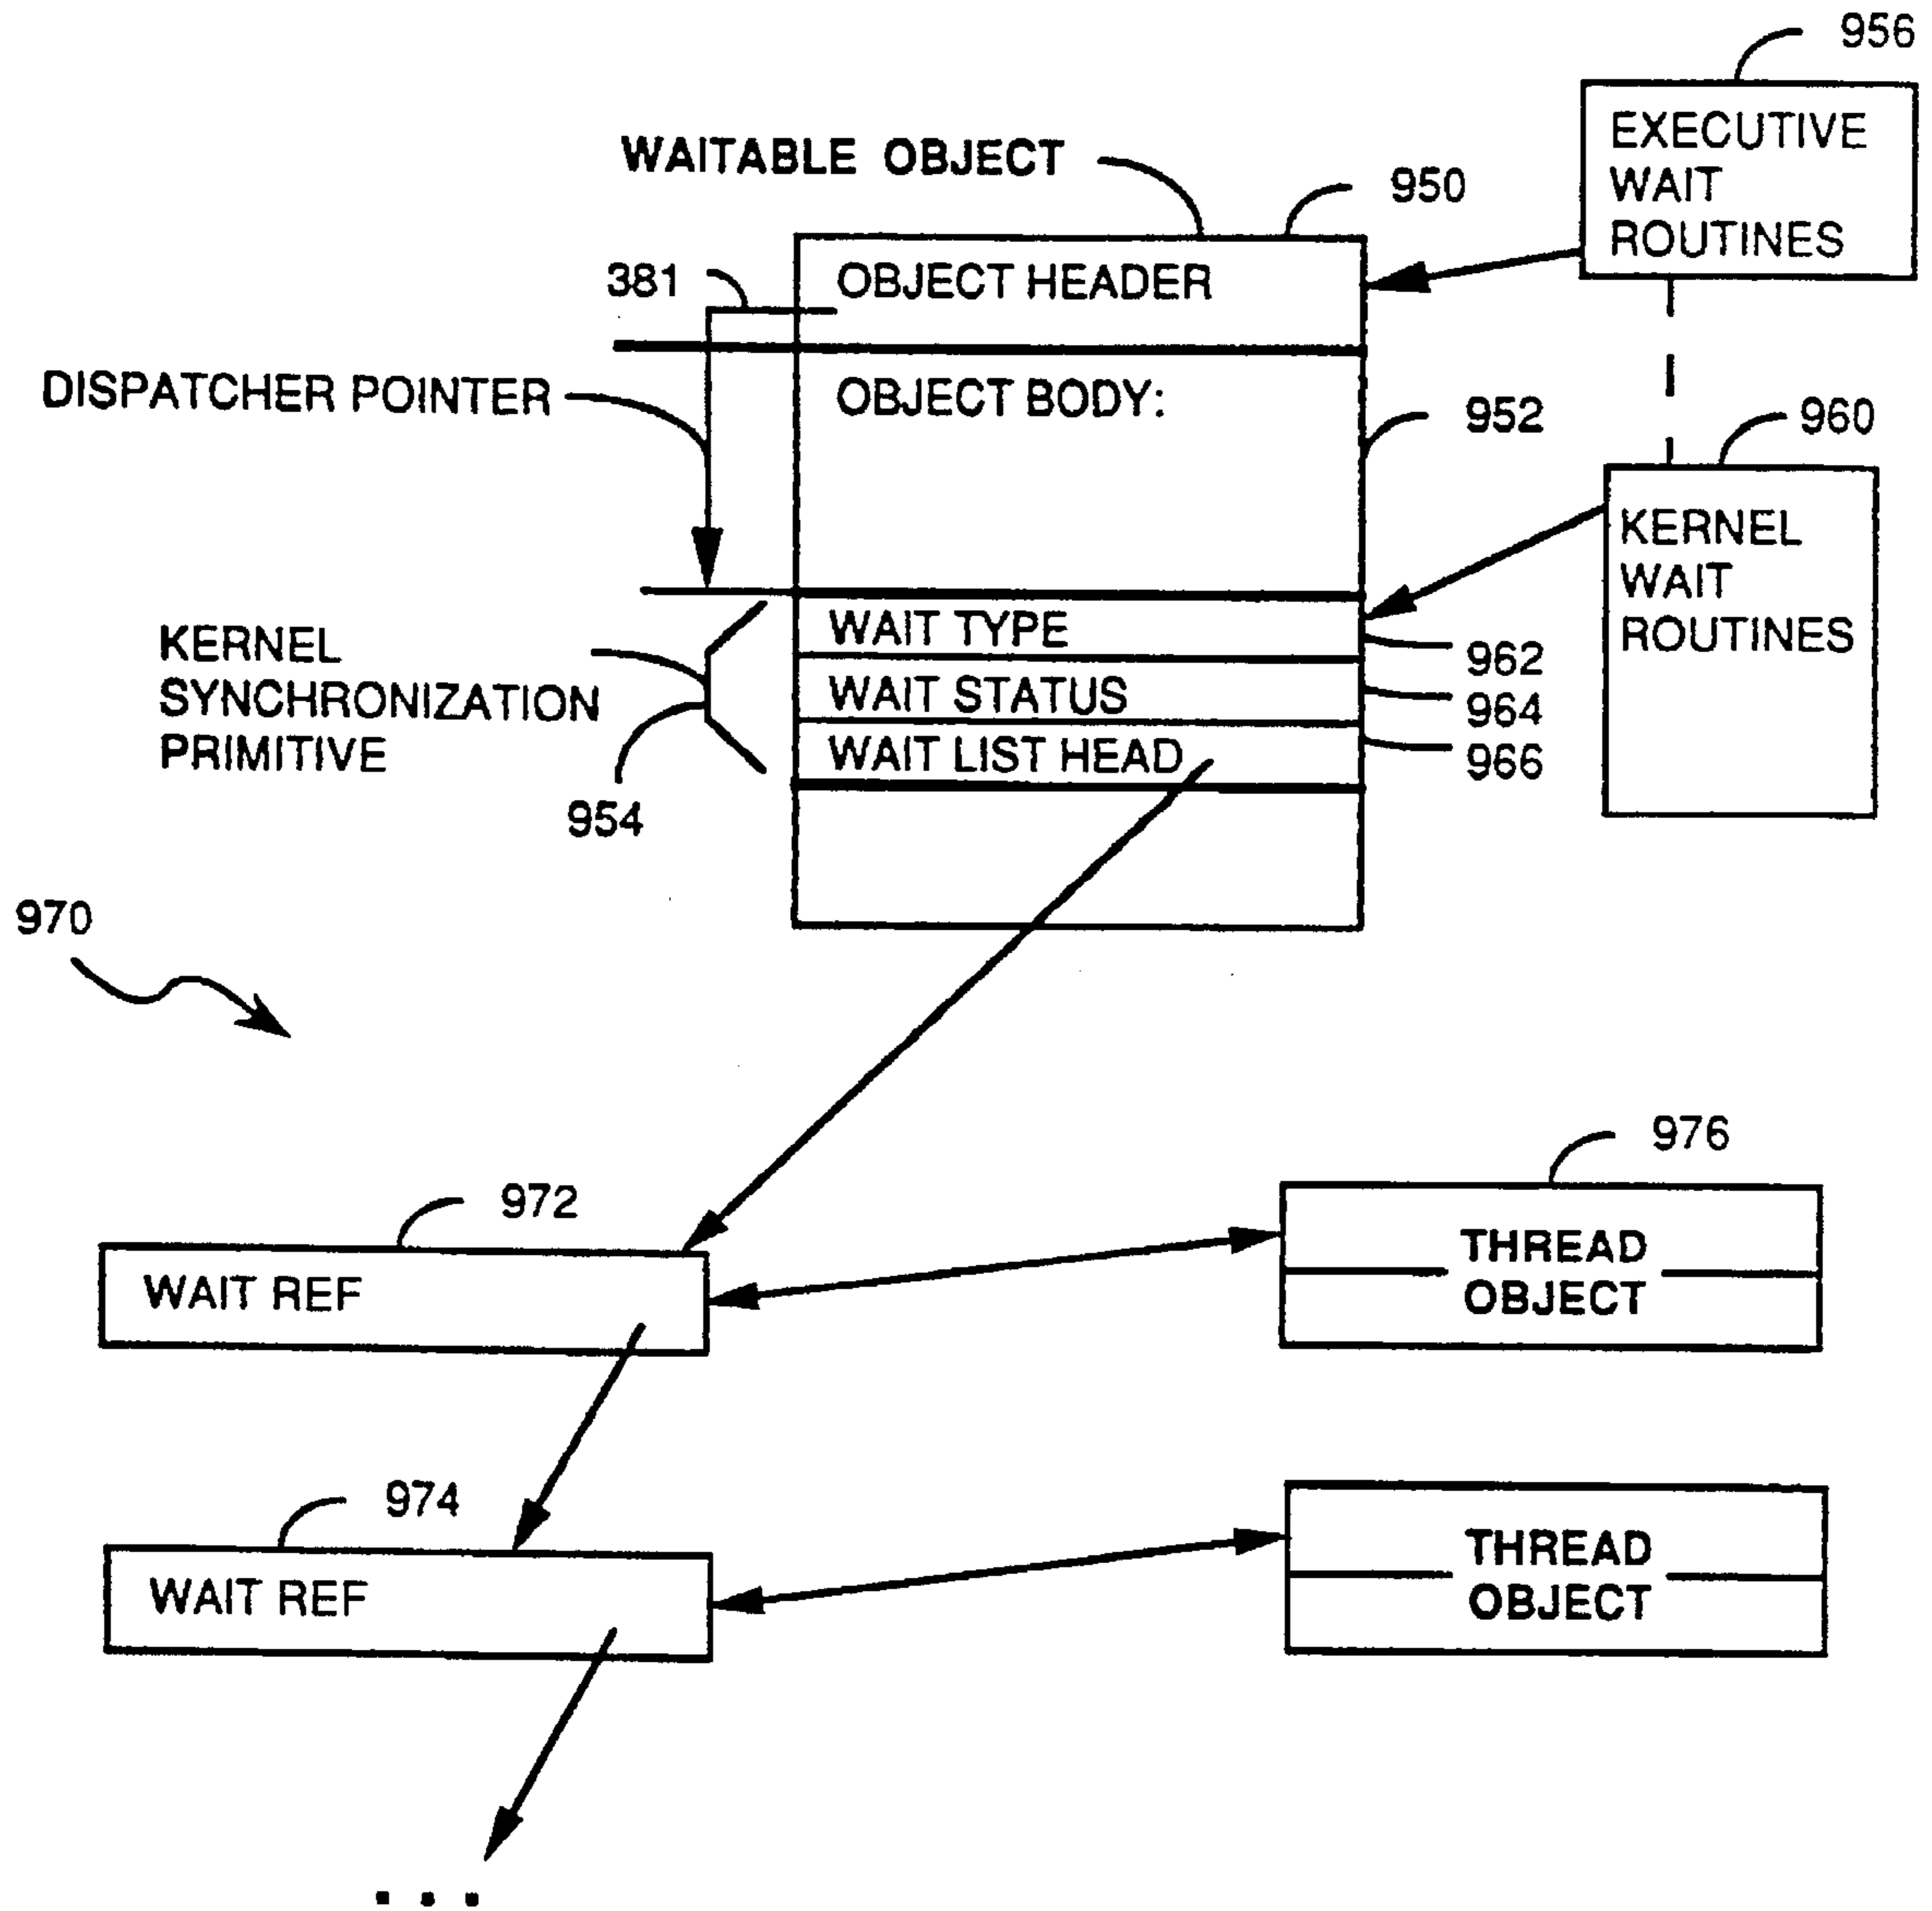 956
EXECUTIVE
WAIT
ROUTINES
WAITABLE OBJECT
950
381
OBJECT HEADER
DISPATCHER POINTER
OBJECT BODY:
952
960
KERNEL
WAIT
ROUTINES
KERNEL
SYNCHRONIZATION
PRIMITIVE
954
WAIT TYPE
962
WAIT STATUS
964
WAIT LIST HEAD
966
970
976
972
THREAD
OBJECT
WAIT REF
974
THREAD
OBJECT
WAIT REF
...